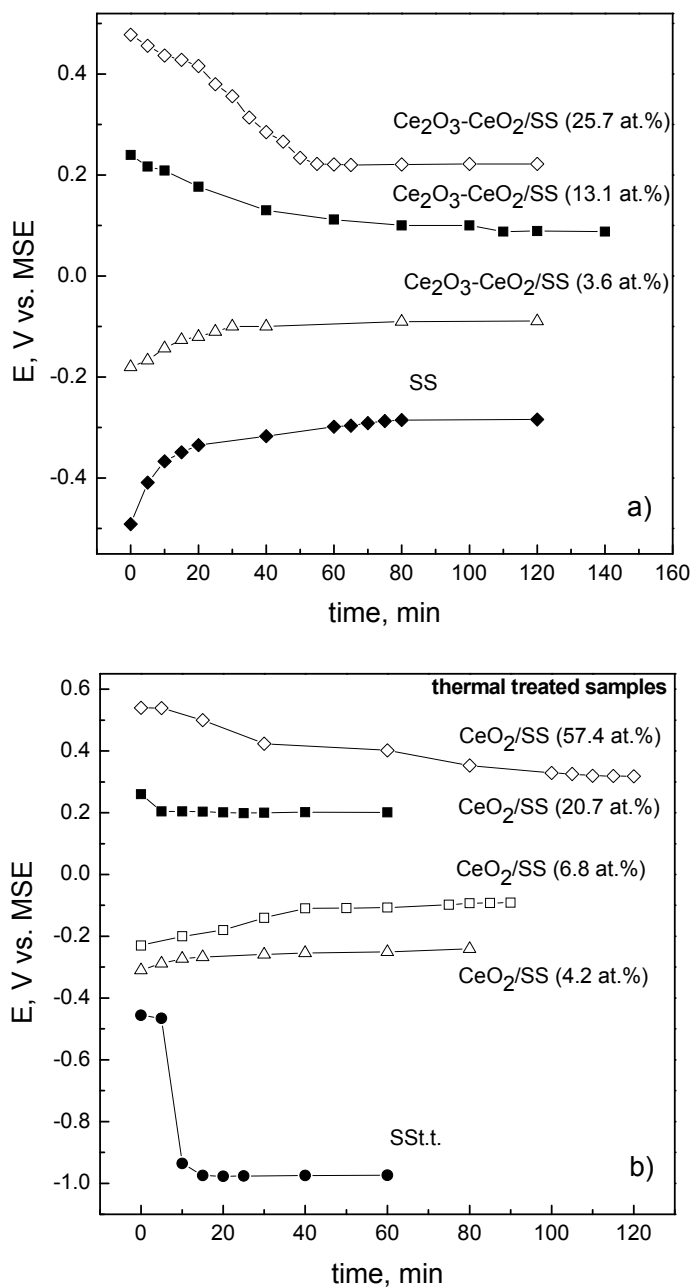 0.4
0.2
0.0
-0.2
-0.4
E, V vs. MSE
Ce2O3-CeO2/SS (25.7 at.%)
Ce2O3-CeO2/SS (13.1 at.%)
Ce2O3-CeO2/SS (3.6 at.%)
SS
a)
0 20 40 60 80 100 120 140 160
time, min
0.6
0.4
0.2
0.0
-0.2
-0.4
-0.6
-0.8
-1.0
E, V vs. MSE
thermal treated samples
CeO2/SS (57.4 at.%)
CeO2/SS (20.7 at.%)
CeO2/SS (6.8 at.%)
CeO2/SS (4.2 at.%)
SSt.t.
b)
0 20 40 60 80 100 120
time, min